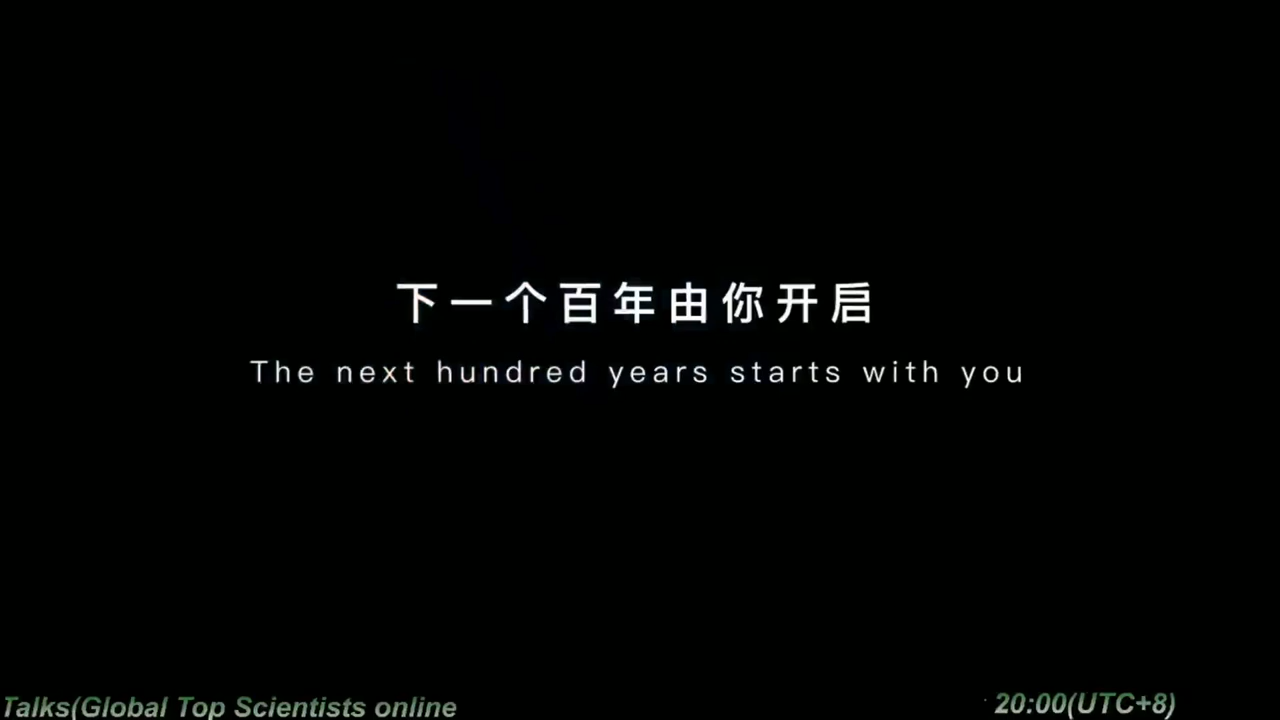 下一个百年由你开启
The next hundred years starts with you
Talks(Global Top Scientists online
20:00(UTC+8)